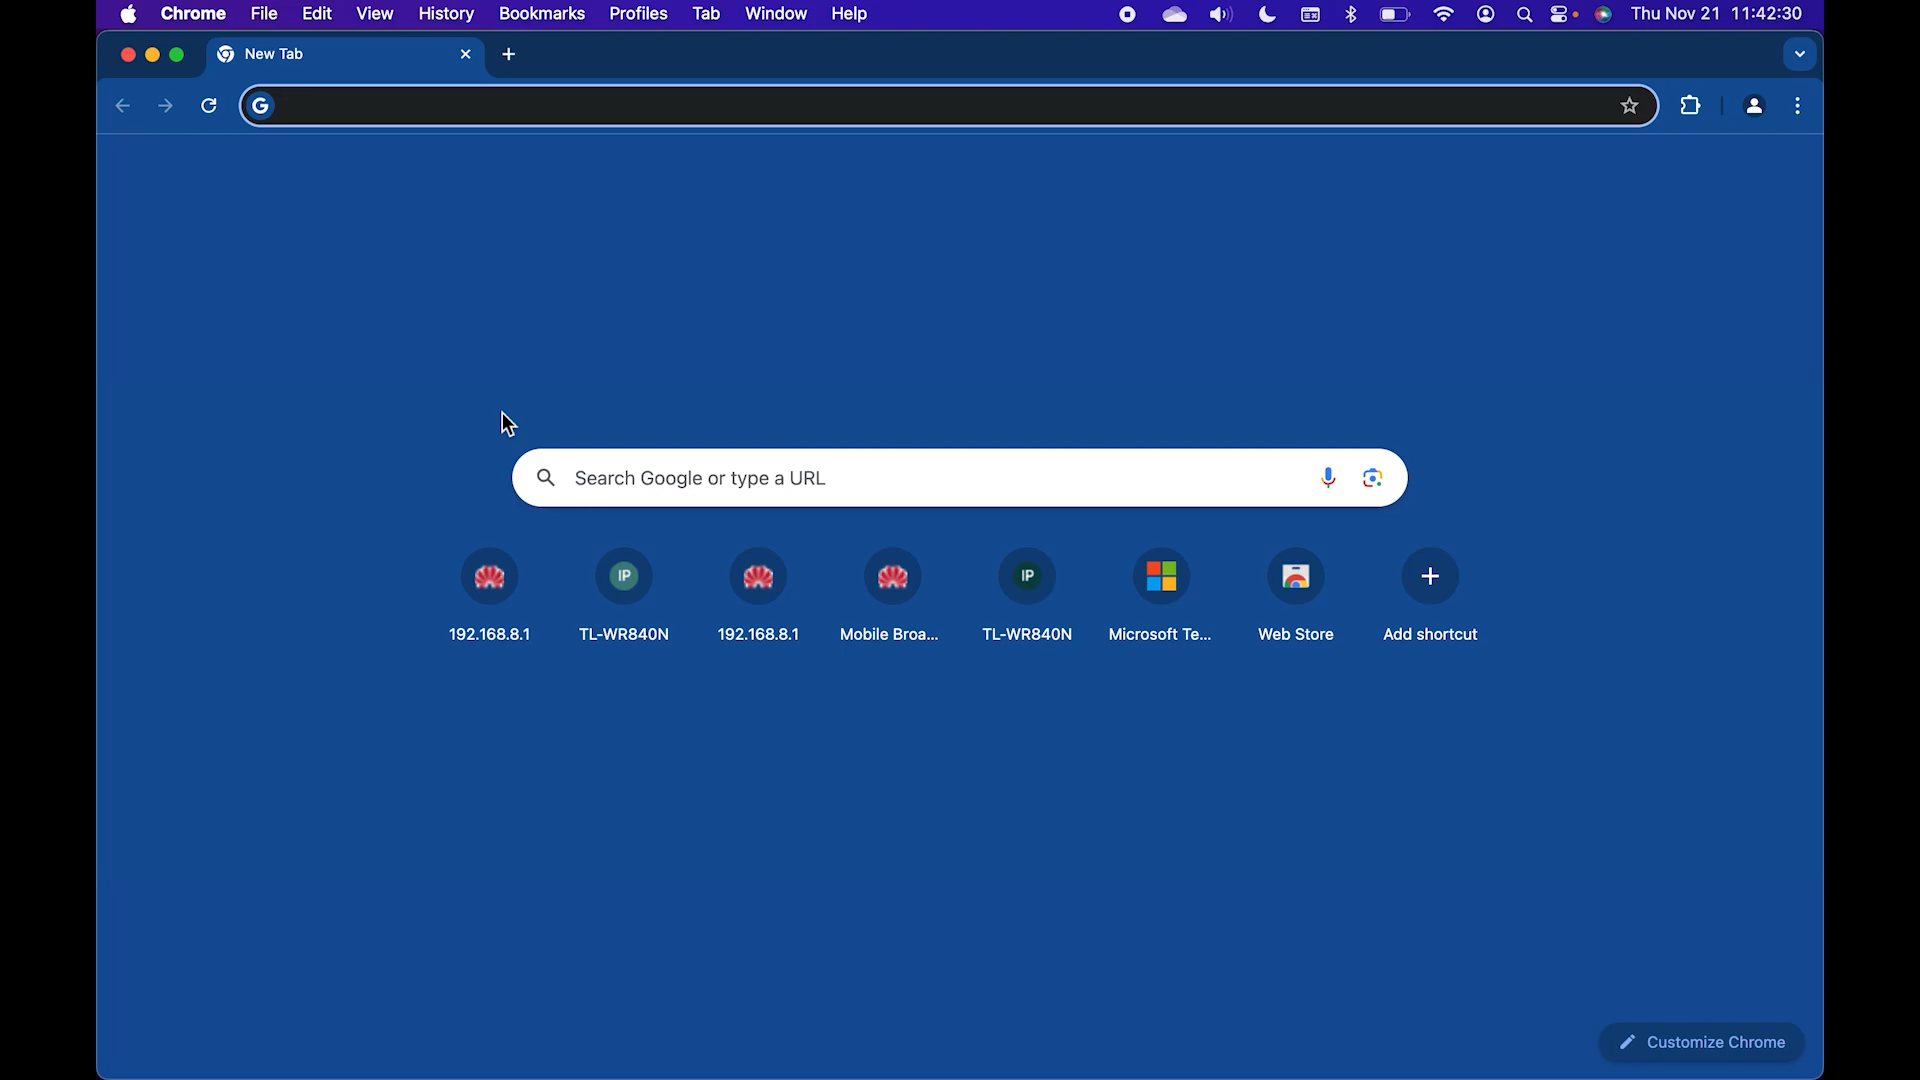 Chrome File Edit View History Bookmarks Profiles Tab Window Help Thu Nov 21 11:42:30
New Tab
G
Search Google or type a URL
IP IP
192.168.8.1 TL-WR840N 192.168.8.1 Mobile Broa... TL-WR840N Microsoft Te... Web Store Add shortcut
Customize Chrome